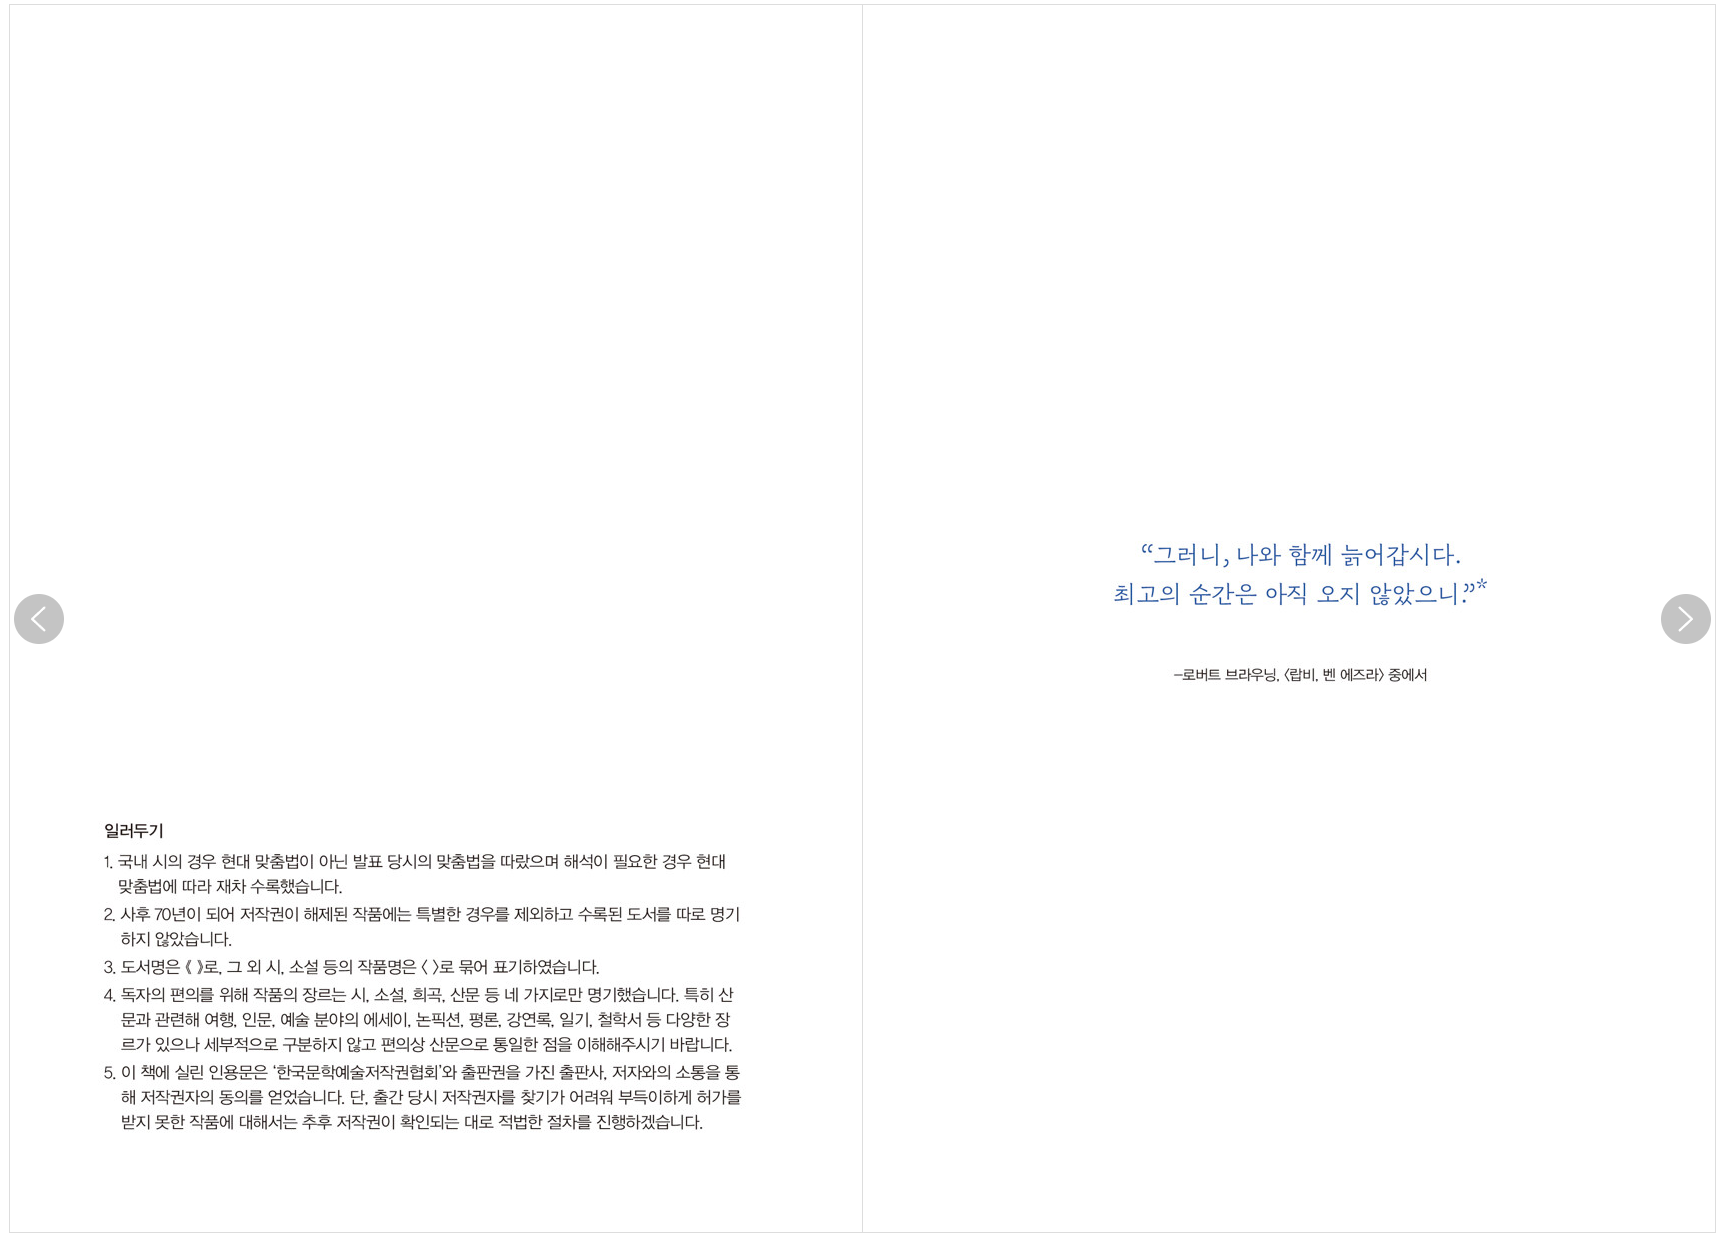 일러두기
1. 국내 시의 경우 현대 맞춤법이 아닌 발표 당시의 맞춤법을 따랐으며 해석이 필요한 경우 현대
맞춤법에 따라 재차 수록했습니다.
2. 사후 70년이 되어 저작권이 해제된 작품에는 특별한 경우를 제외하고 수록된 도서를 따로 명기
하지 않았습니다.
3. 도서명은 《 》로, 그 외 시, 소설 등의 작품명은 〈 〉로 묶어 표기하였습니다.
4. 독자의 편의를 위해 작품의 장르는 시, 소설, 희곡, 산문 등 네 가지로만 명기했습니다. 특히 산
문과 관련해 여행, 인문, 예술 분야의 에세이, 논픽션, 평론, 강연록, 일기, 철학서 등 다양한 장
르가 있으나 세부적으로 구분하지 않고 편의상 산문으로 통일한 점을 이해해주시기 바랍니다.
5. 이 책에 실린 인용문은 ‘한국문학예술저작권협회’와 출판권을 가진 출판사, 저자와의 소통을 통
해 저작권자의 동의를 얻었습니다. 단, 출간 당시 저작권자를 찾기가 어려워 부득이하게 허가를
받지 못한 작품에 대해서는 추후 저작권이 확인되는 대로 적법한 절차를 진행하겠습니다.
“그러니, 나와 함께 늙어갑시다.
최고의 순간은 아직 오지 않았으니.”*
–로버트 브라우닝, 〈랍비, 벤 에즈라〉 중에서